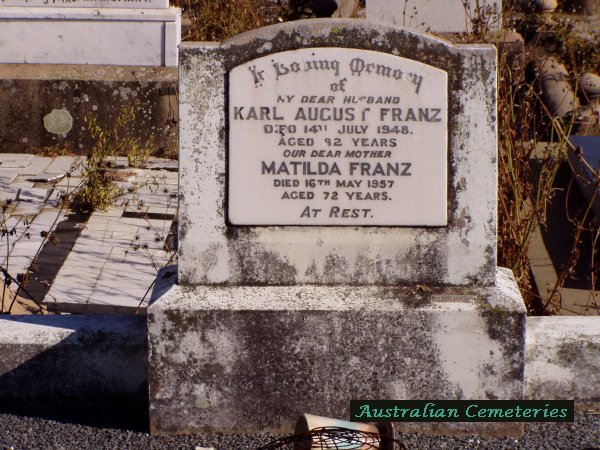 In Loving Memory
of
MY DEAR HUSBAND
KARL AUGUST FRANZ
DIED 14TH JULY 1948.
AGED 82 YEARS
OUR DEAR MOTHER
MATILDA FRANZ
DIED 16TH MAY 1957
AGED 72 YEARS.
AT REST.
Australian Cemeteries